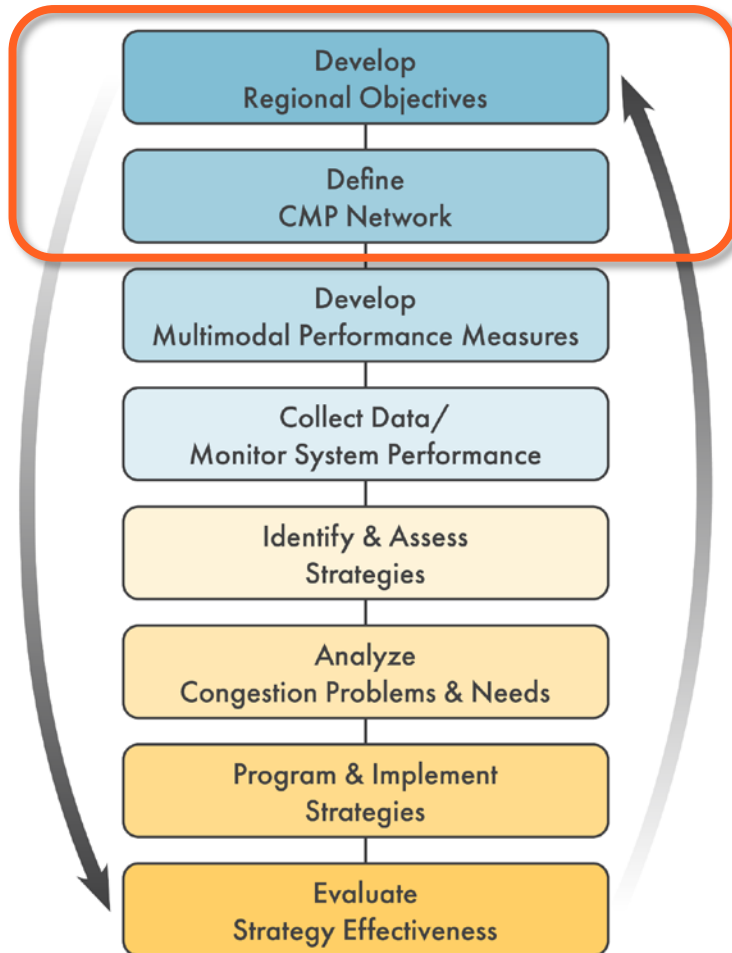 Develop
Regional Objectives
Define
CMP Network
Develop
Multimodal Performance Measures
Collect Data/
Monitor System Performance
Identify & Assess
Strategies
Analyze
Congestion Problems & Needs
Program & Implement
Strategies
Evaluate
Strategy Effectiveness